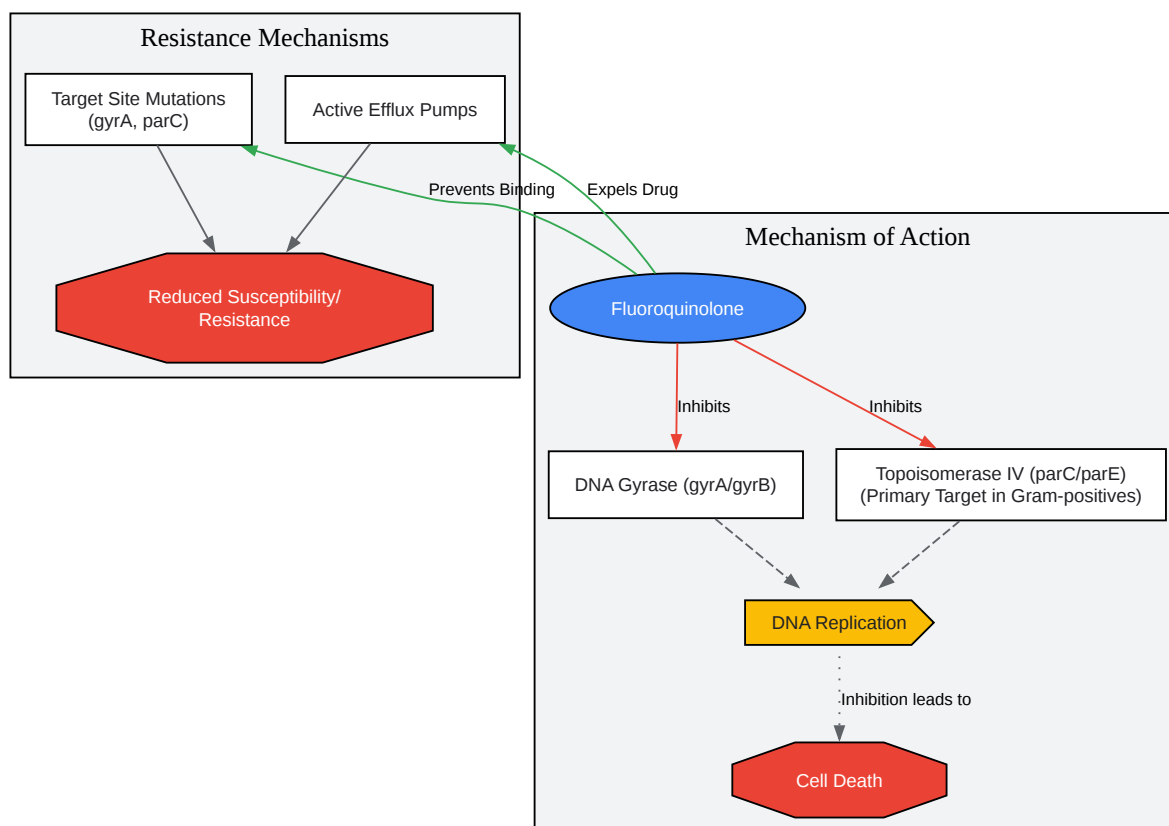 Resistance Mechanisms
Target Site Mutations
(gyrA, parC)
Active Efflux Pumps
Prevents Binding
Expels Drug
Reduced Susceptibility/
Resistance
Mechanism of Action
Fluoroquinolone
Inhibits
Inhibits
DNA Gyrase (gyrA/gyrB)
Topoisomerase IV (parC/parE)
(Primary Target in Gram-positives)
DNA Replication
Inhibition leads to
Cell Death